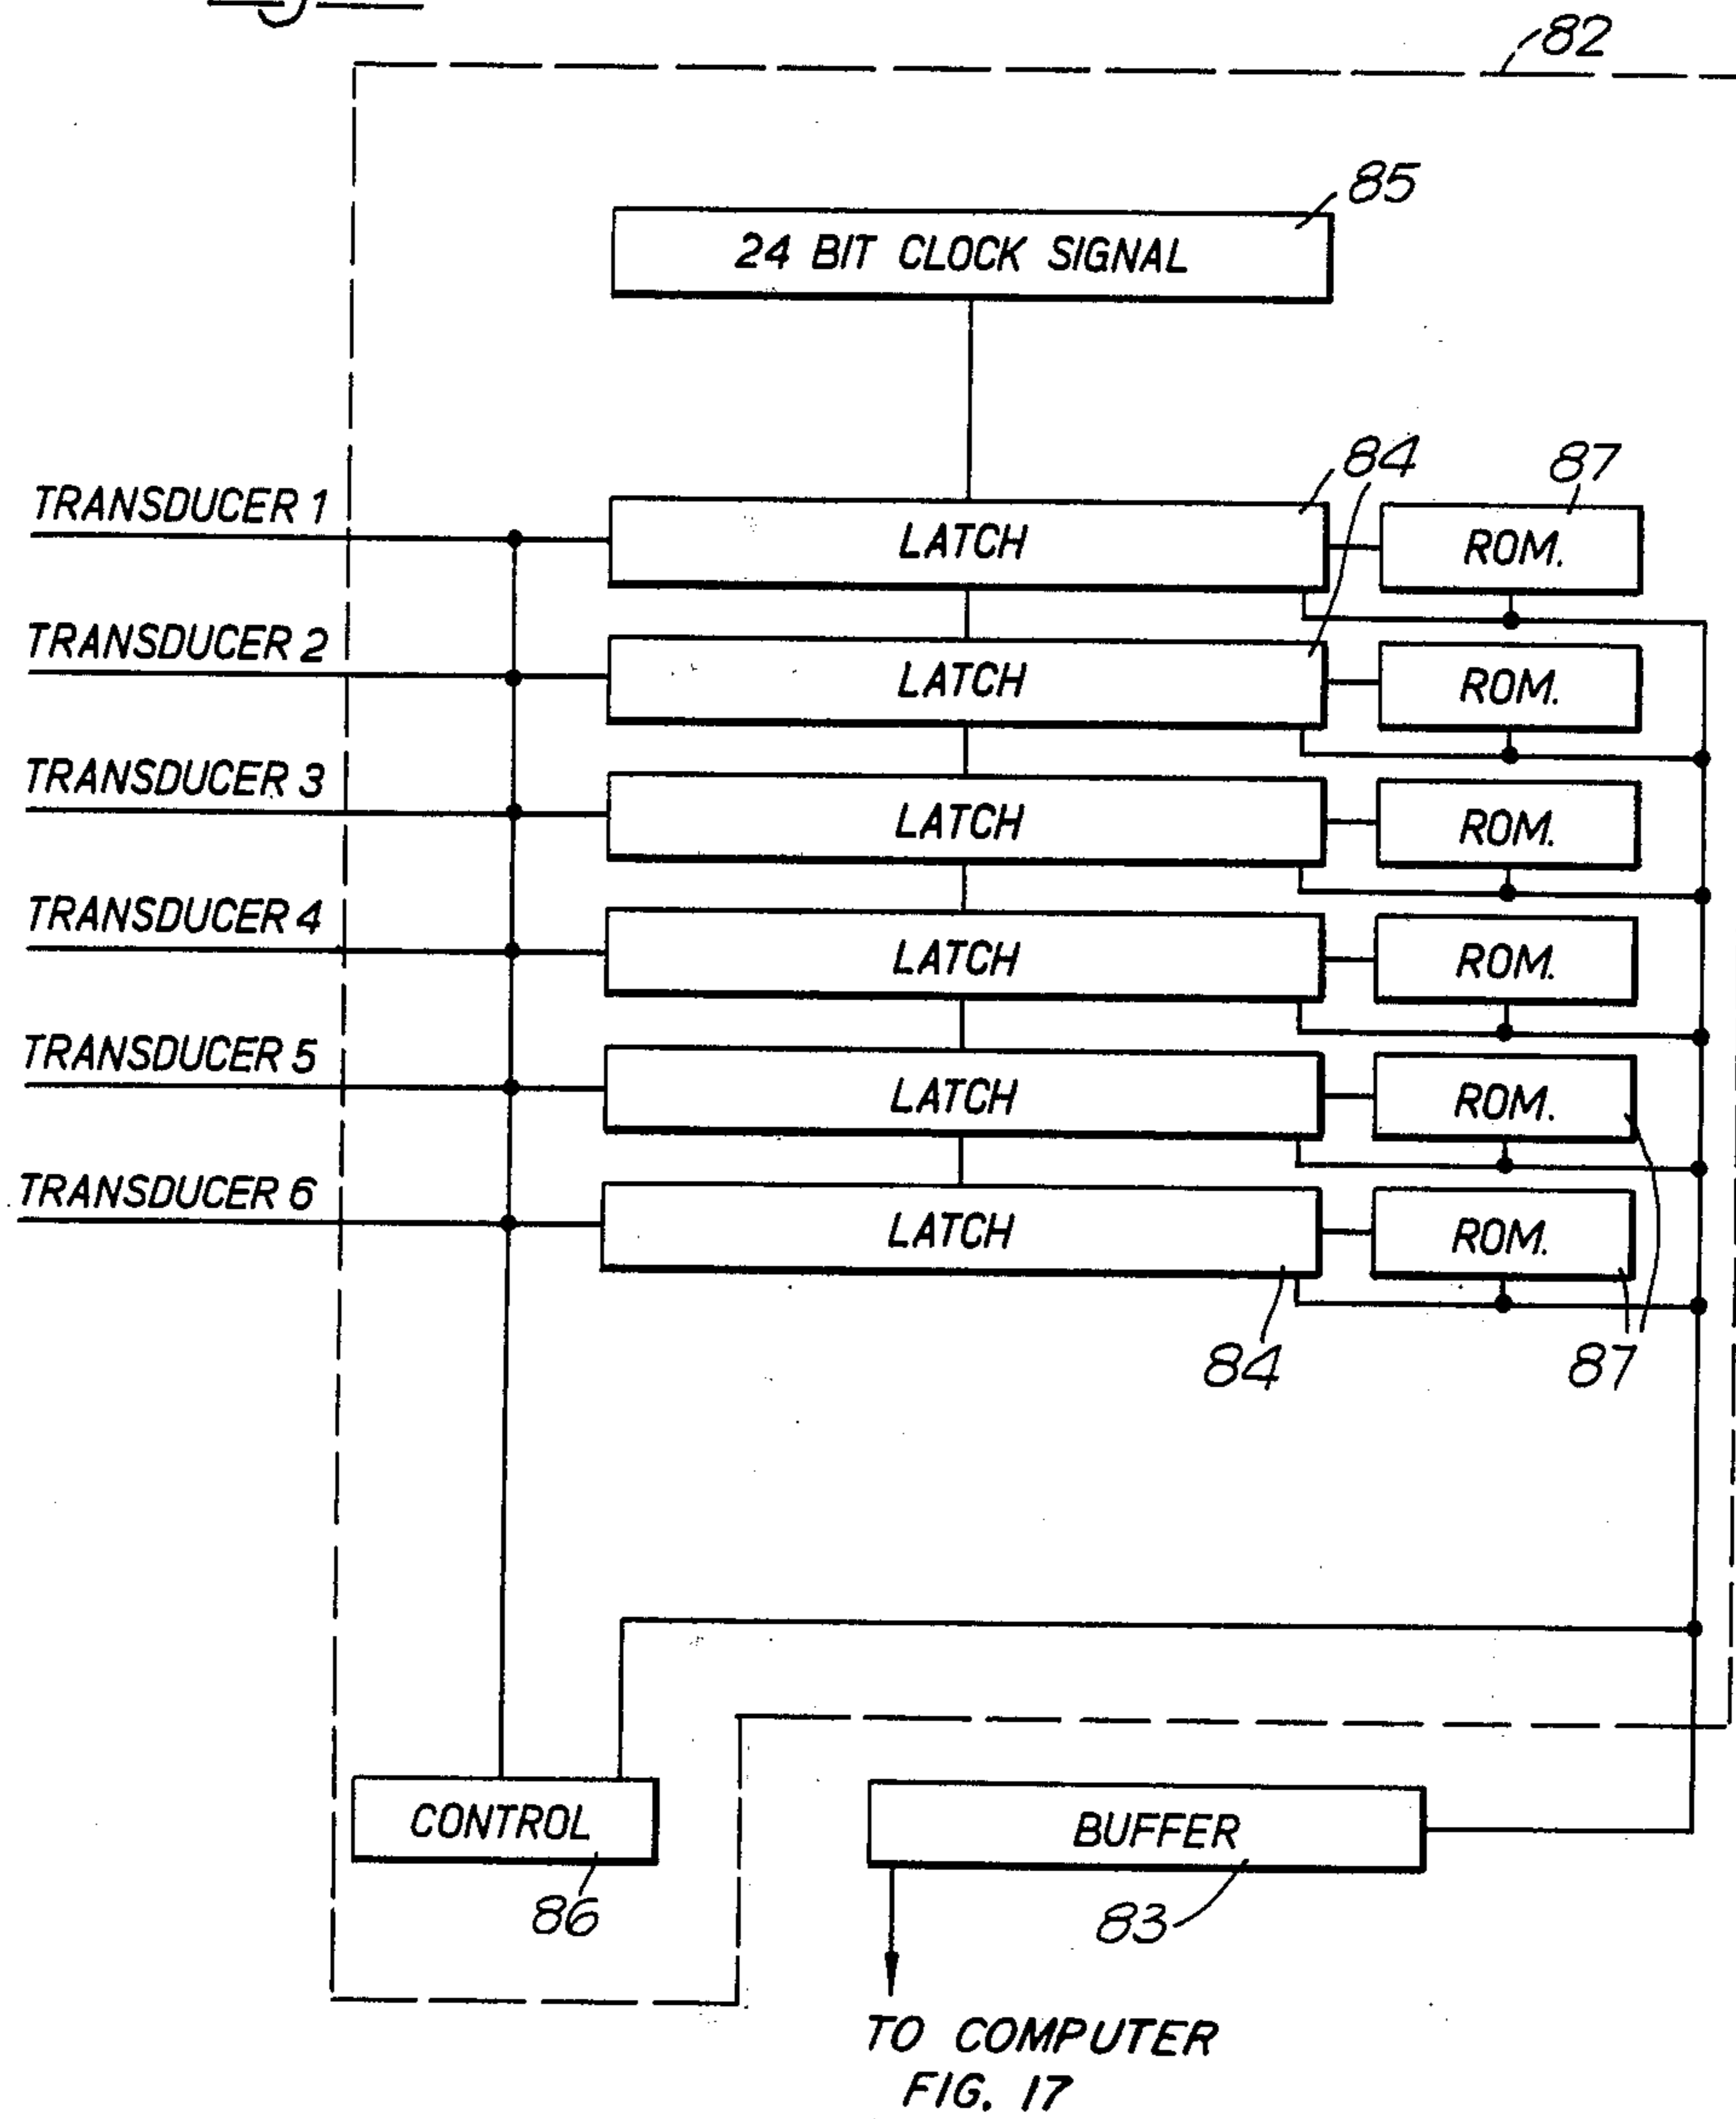 82
85
24 BIT CLOCK SIGNAL
84
87
TRANSDUCER 1
LATCH
ROM.
TRANSDUCER 2
LATCH
ROM.
TRANSDUCER 3
LATCH
ROM.
TRANSDUCER 4
LATCH
ROM.
TRANSDUCER 5
LATCH
ROM.
TRANSDUCER 6
LATCH
ROM.
84
87
CONTROL
BUFFER
86
83
TO COMPUTER
FIG. 17